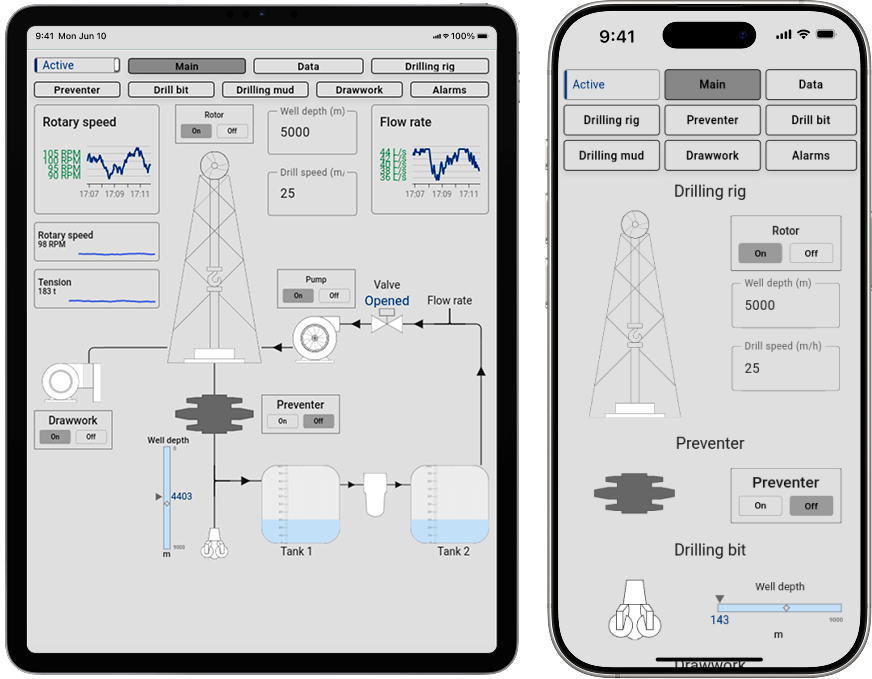 9:41 Mon Jun 10
100%
Active
Main
Data
Drilling rig
Preventer
Drill bit
Drilling mud
Drawwork
Alarms
Rotary speed
105 RPM
100 RPM
95 RPM
90 RPM
17:07 17:09 17:11
Rotor
On Off
Well depth (m)
5000
Drill speed (m/
25
Flow rate
44 L/s
42 L/s
40 L/s
38 L/s
36 L/s
17:07 17:09 17:11
Rotary speed
98 RPM
Tension
183 t
Pump
On Off
Valve
Opened
Flow rate
Drawwork
On Off
Preventer
On Off
Well depth
0
4403
9000
m
Tank 1
Tank 2
9:41
Active
Main
Data
Drilling rig
Preventer
Drill bit
Drilling mud
Drawwork
Alarms
Drilling rig
Rotor
On Off
Well depth (m)
5000
Drill speed (m/h)
25
Preventer
Preventer
On Off
Drilling bit
Well depth
143
9000
m
Drawwork